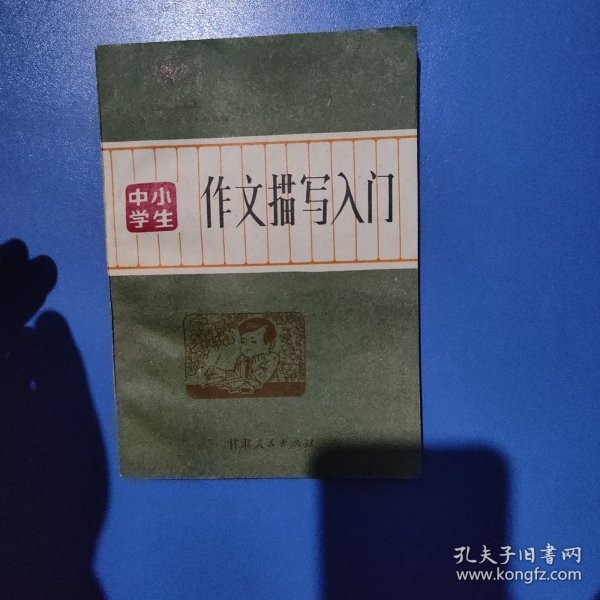 中小
学生
作文描写入门
甘肃人民出版社
孔夫子旧书网
www.kongfz.com